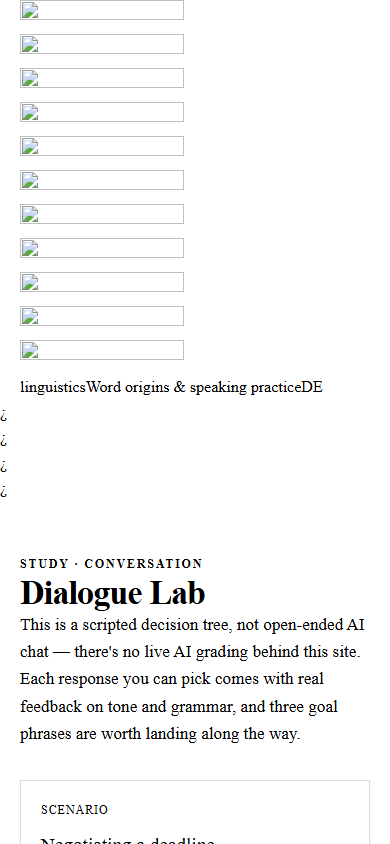 linguisticsWord origins & speaking practiceDE
¿
¿
¿
¿
STUDY · CONVERSATION
Dialogue Lab
This is a scripted decision tree, not open-ended AI
chat — there's no live AI grading behind this site.
Each response you can pick comes with real
feedback on tone and grammar, and three goal
phrases are worth landing along the way.
SCENARIO
Negotiating a deadline